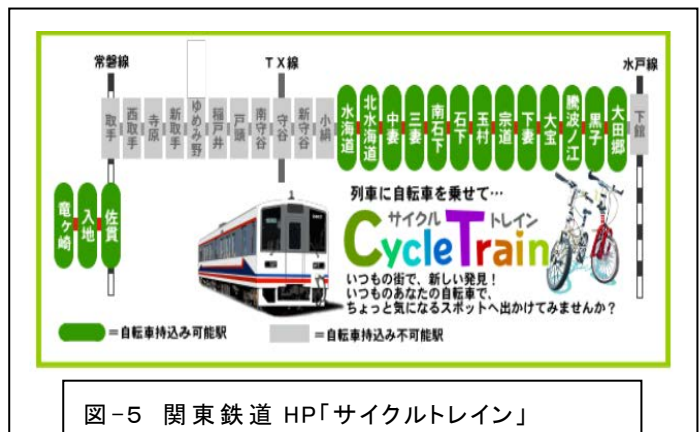 常磐線
TX線
水戸線
取手
西取手
寺原
新取手
ゆめみ野
稲戸井
戸頭
南守谷
守谷
新守谷
小絹
水海道
北水海道
中妻
三妻
南石下
石下
玉村
宗道
下妻
大宝
騰波ノ江
黒子
大田郷
下館
竜ヶ崎
入地
佐貫
列車に自転車を乗せて…
サイクル トレイン
CycleTrain
いつもの街で、新しい発見！
いつものあなたの自転車で、
ちょっと気になるスポットへ出かけてみませんか？
＝自転車持込み可能駅
＝自転車持込み不可能駅
図-5 関東鉄道 HP「サイクルトレイン」